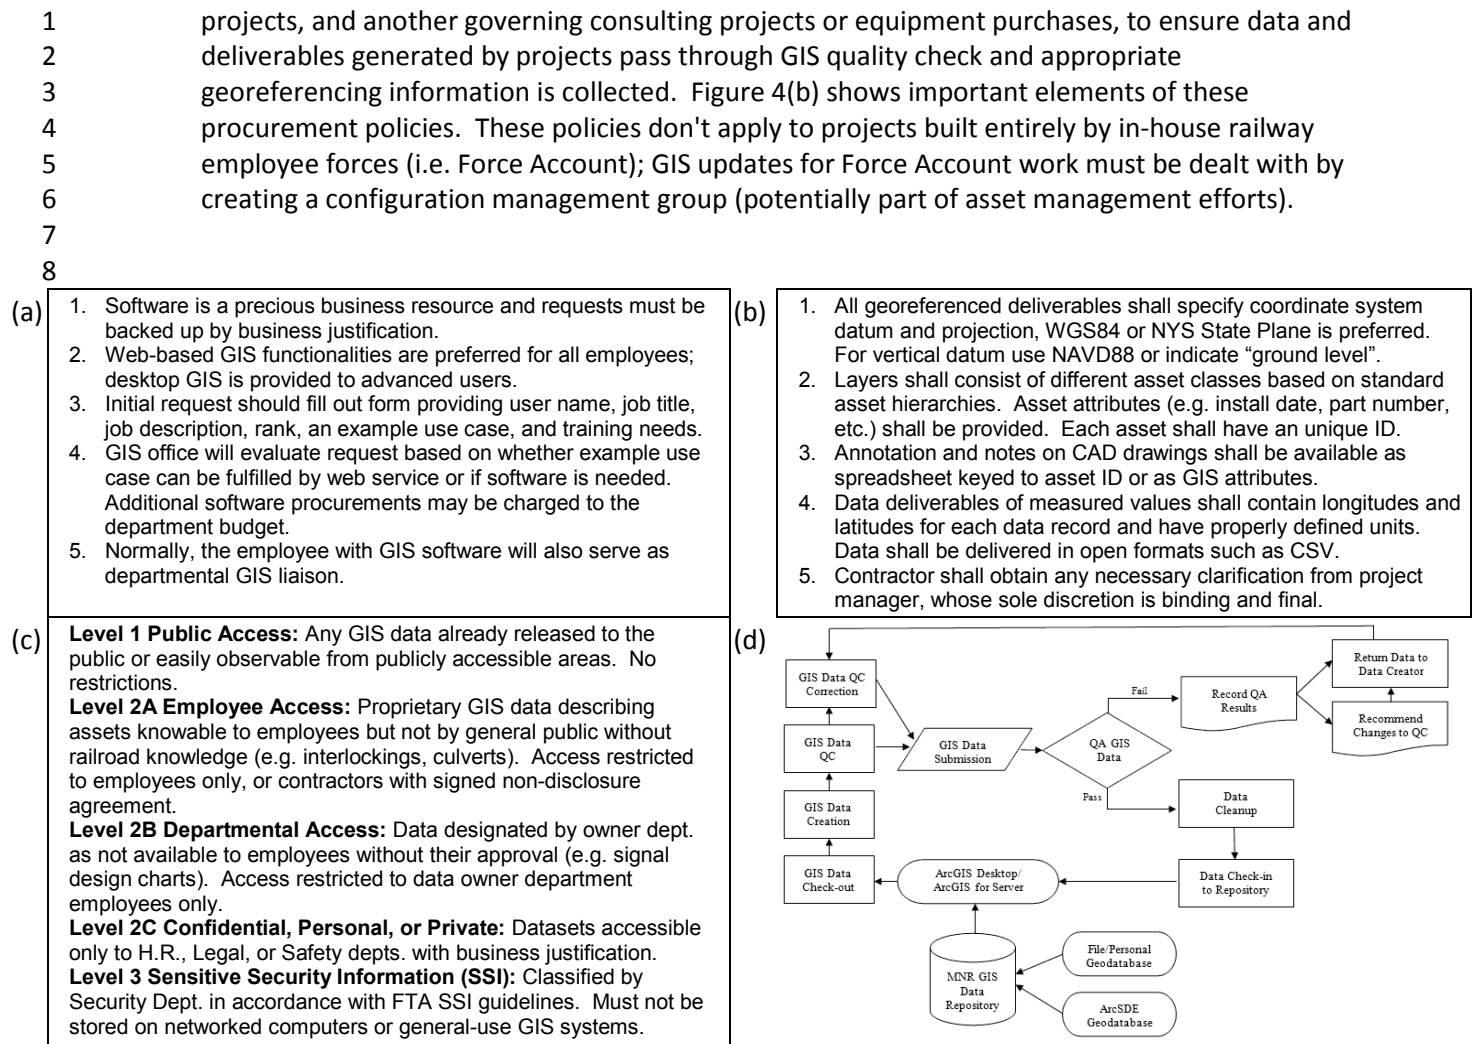 1 projects, and another governing consulting projects or equipment purchases, to ensure data and
2 deliverables generated by projects pass through GIS quality check and appropriate
3 georeferencing information is collected.  Figure 4(b) shows important elements of these
4 procurement policies.  These policies don't apply to projects built entirely by in-house railway
5 employee forces (i.e. Force Account); GIS updates for Force Account work must be dealt with by
6 creating a configuration management group (potentially part of asset management efforts).
7
8
(a)
1. Software is a precious business resource and requests must be
backed up by business justification.
2. Web-based GIS functionalities are preferred for all employees;
desktop GIS is provided to advanced users.
3. Initial request should fill out form providing user name, job title,
job description, rank, an example use case, and training needs.
4. GIS office will evaluate request based on whether example use
case can be fulfilled by web service or if software is needed.
Additional software procurements may be charged to the
department budget.
5. Normally, the employee with GIS software will also serve as
departmental GIS liaison.
(b)
1. All georeferenced deliverables shall specify coordinate system
datum and projection, WGS84 or NYS State Plane is preferred.
For vertical datum use NAVD88 or indicate “ground level”.
2. Layers shall consist of different asset classes based on standard
asset hierarchies.  Asset attributes (e.g. install date, part number,
etc.) shall be provided.  Each asset shall have an unique ID.
3. Annotation and notes on CAD drawings shall be available as
spreadsheet keyed to asset ID or as GIS attributes.
4. Data deliverables of measured values shall contain longitudes and
latitudes for each data record and have properly defined units.
Data shall be delivered in open formats such as CSV.
5. Contractor shall obtain any necessary clarification from project
manager, whose sole discretion is binding and final.
(c)
Level 1 Public Access: Any GIS data already released to the
public or easily observable from publicly accessible areas.  No
restrictions.
Level 2A Employee Access: Proprietary GIS data describing
assets knowable to employees but not by general public without
railroad knowledge (e.g. interlockings, culverts).  Access restricted
to employees only, or contractors with signed non-disclosure
agreement.
Level 2B Departmental Access: Data designated by owner dept.
as not available to employees without their approval (e.g. signal
design charts).  Access restricted to data owner department
employees only.
Level 2C Confidential, Personal, or Private: Datasets accessible
only to H.R., Legal, or Safety depts. with business justification.
Level 3 Sensitive Security Information (SSI): Classified by
Security Dept. in accordance with FTA SSI guidelines.  Must not be
stored on networked computers or general-use GIS systems.
(d)
GIS Data QC
Correction
GIS Data
QC
GIS Data
Creation
GIS Data
Check-out
GIS Data
Submission
QA GIS
Data
Fail
Pass
Record QA
Results
Return Data to
Data Creator
Recommend
Changes to QC
Data
Cleanup
Data Check-in
to Repository
ArcGIS Desktop/
ArcGIS for Server
MNR GIS
Data
Repository
File/Personal
Geodatabase
ArcSDE
Geodatabase